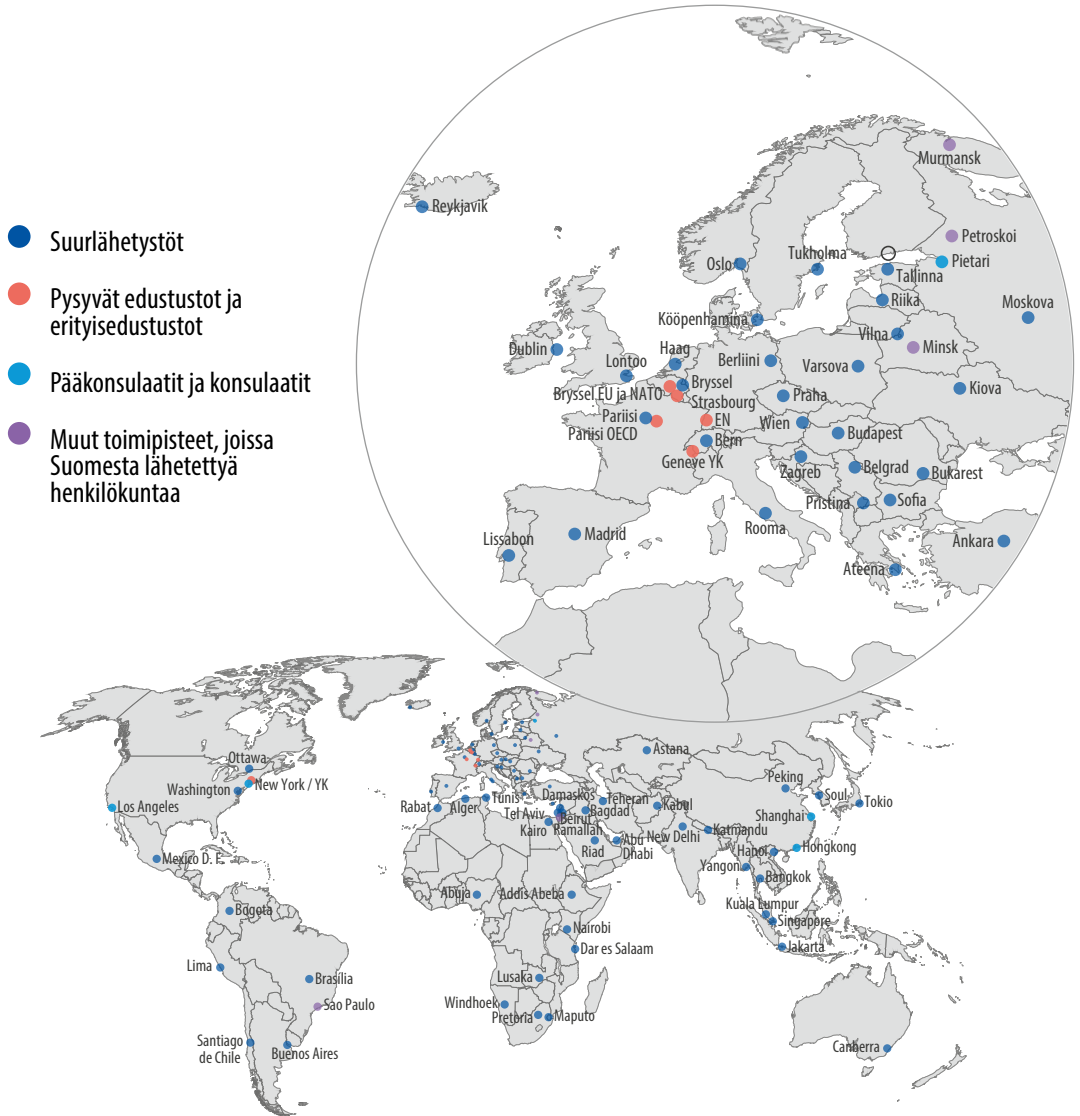 Suurlähetystöt
Pysyvät edustustot ja
erityisedustustot
Pääkonsulaatit ja konsulaatit
Muut toimipisteet, joissa
Suomesta lähetettyä
henkilökuntaa
Murmansk
Reykjavik
Petroskoi
Oslo
Tukholma
Pietari
Tallinna
Riika
Moskova
Kööpenhamina
Vilna
Minsk
Dublin
Haag
Lontoo
Berliini
Varsova
Bryssel
Bryssel EU ja NATO
Praha
Kiova
Strasbourg
EN
Pariisi
Pariisi OECD
Wien
Budapest
Bern
Geneve YK
Zagreb
Belgrad
Bukarest
Pristina
Sofia
Rooma
Madrid
Lissabon
Ankara
Ateena
Ottawa
Washington
New York / YK
Los Angeles
Mexico D. F.
Bogota
Lima
Brasília
Sao Paulo
Santiago
de Chile
Buenos Aires
Astana
Peking
Soul
Tokio
Shanghai
Hongkong
Rabat
Alger
Tunis
Damaskos
Teheran
Kabul
Tel Aviv
Beirut
Bagdad
Kairo
Ramallah
Riad
Abu
Dhabi
New Delhi
Katmandu
Hanoi
Yangon
Bangkok
Kuala Lumpur
Singapore
Jakarta
Abuja
Addis Abeba
Nairobi
Dar es Salaam
Lusaka
Windhoek
Pretoria
Maputo
Canberra